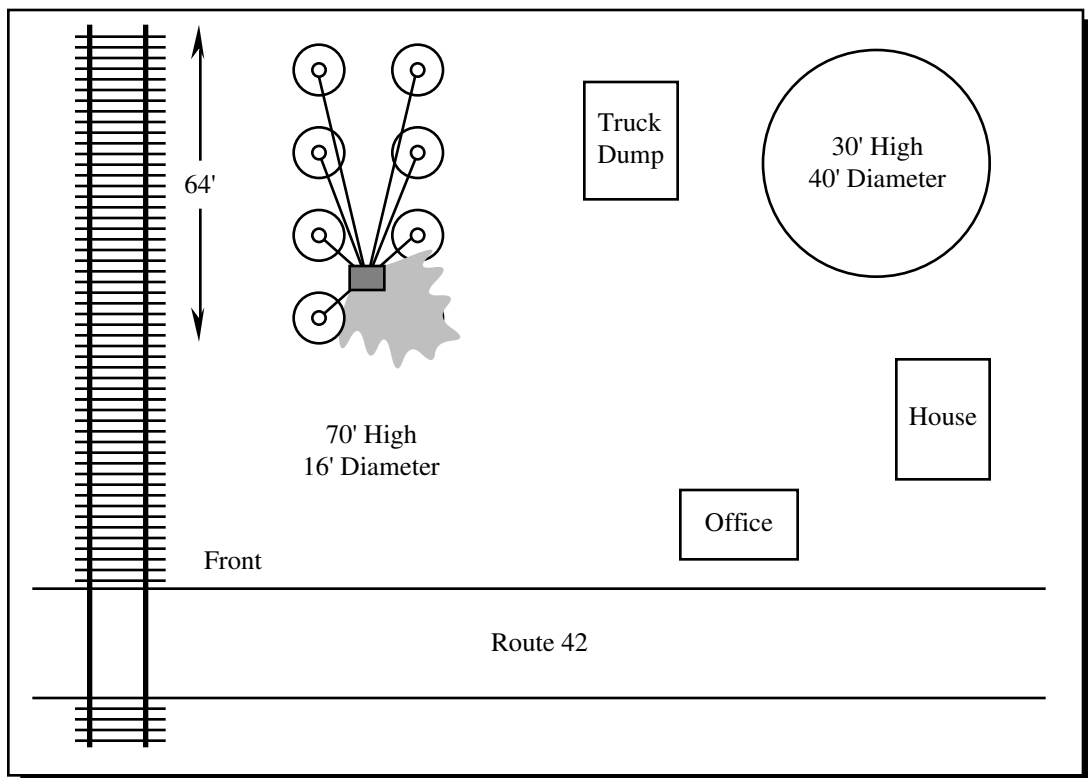 Truck
Dump
30' High
40' Diameter
64'
House
70' High
16' Diameter
Office
Front
Route 42